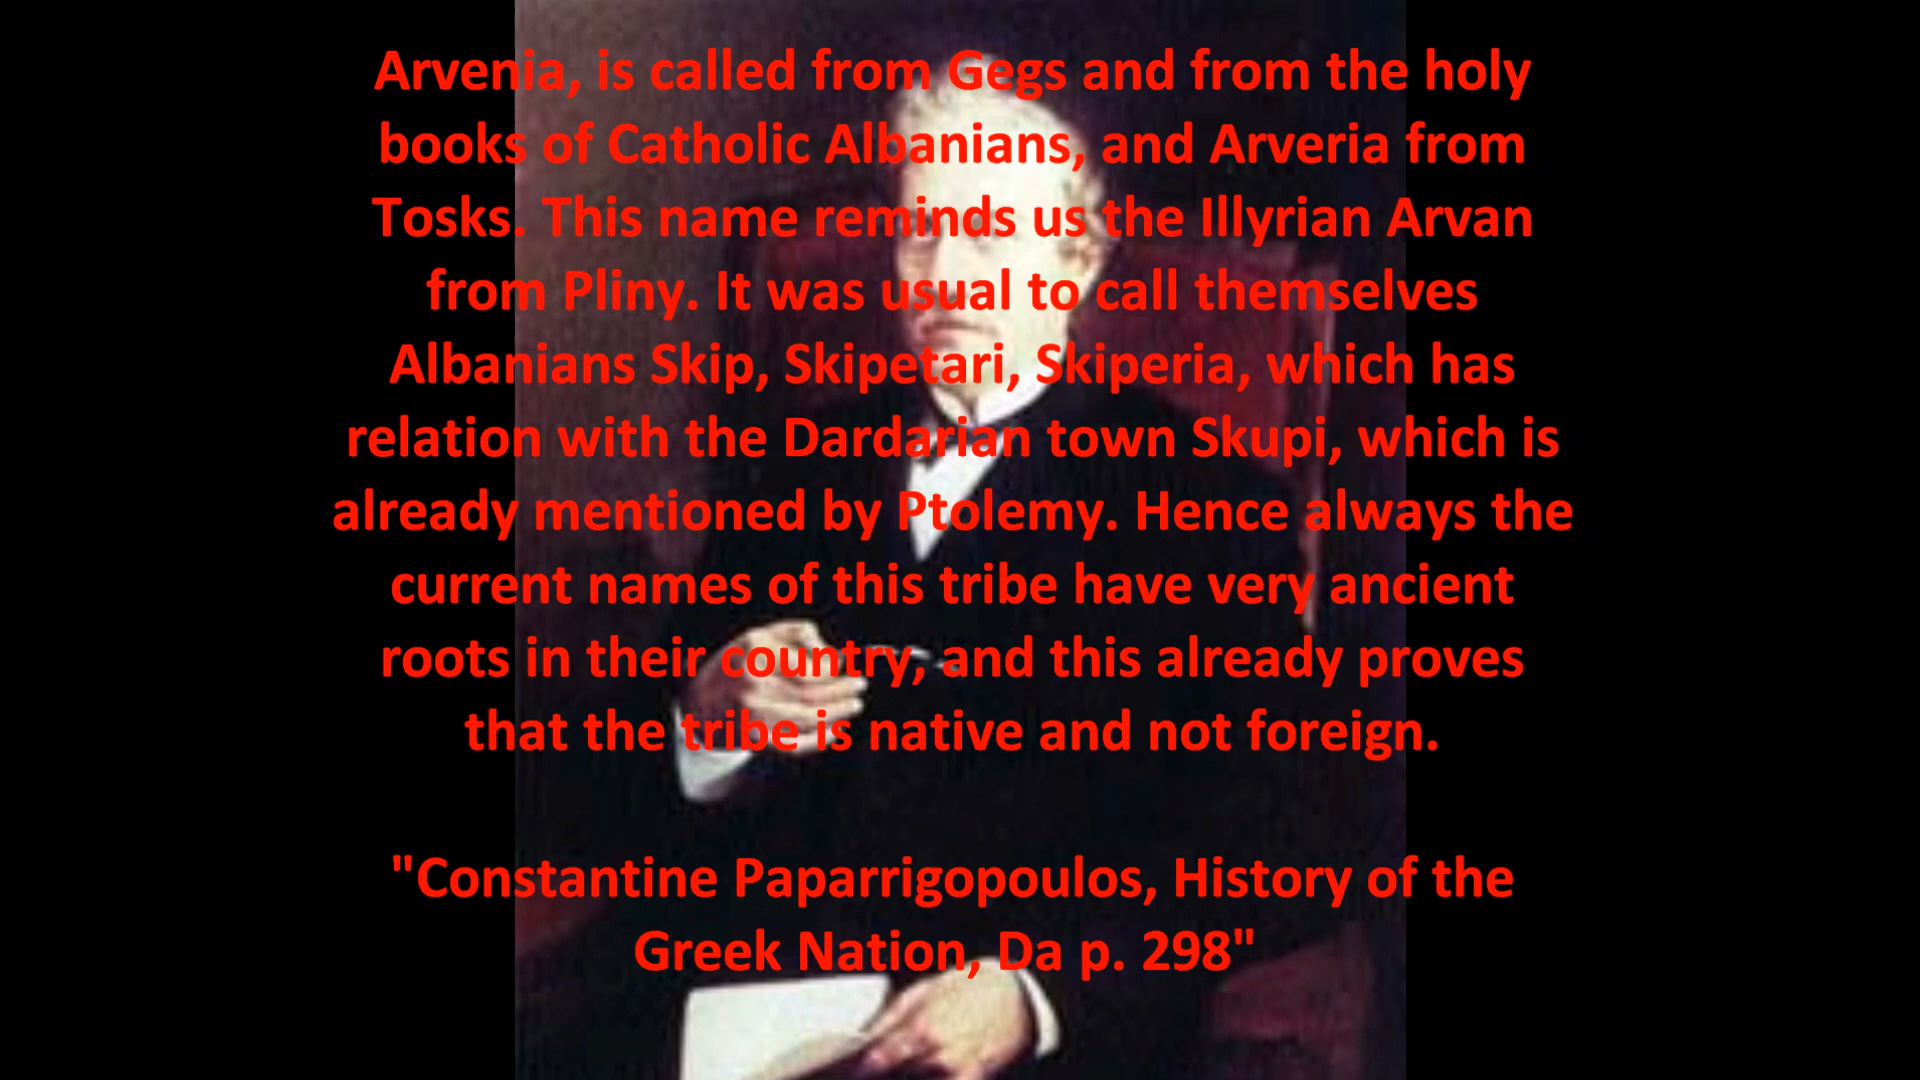 Arvenia, is called from Gegs and from the holy
books of Catholic Albanians, and Arveria from
Tosks. This name reminds us the Illyrian Arvan
from Pliny. It was usual to call themselves
Albanians Skip, Skipetari, Skiperia, which has
relation with the Dardarian town Skupi, which is
already mentioned by Ptolemy. Hence always the
current names of this tribe have very ancient
roots in their country, and this already proves
that the tribe is native and not foreign.
"Constantine Paparrigopoulos, History of the
Greek Nation, Da p. 298"